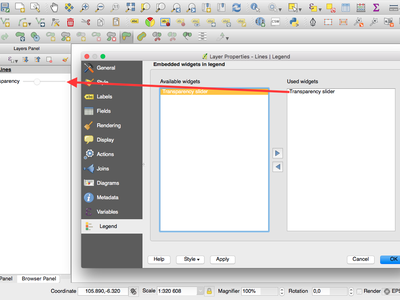 Layers Panel
Lines
parency
Layer Properties - Lines | Legend
General
Style
Labels
Fields
Rendering
Display
Actions
Joins
Diagrams
Metadata
Variables
Legend
Embedded widgets in legend
Available widgets
Used widgets
Transparency slider
Transparency slider
Help
Style
Apply
Cancel
OK
Panel
Browser Panel
Coordinate
105.890,-6.320
Scale
1:320 608
Magnifier
100%
Rotation
0,0
Render
EPS